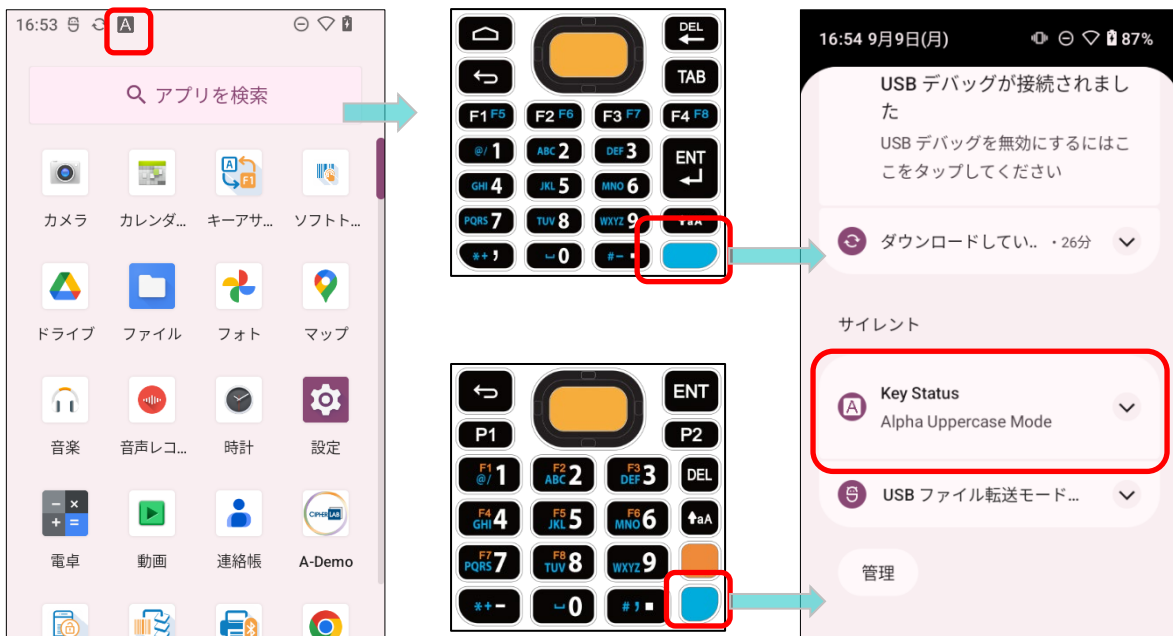 16:53 A
アプリを検索
カメラ カレンダ... キーアサ... ソフトト...
ドライブ ファイル フォト マップ
音楽 音声レコ... 時計 設定
電卓 動画 連絡帳 A-Demo
CIPHERLAB
DEL
TAB
F1 F5 F2 F6 F3 F7 F4 F8
@/ 1 ABC 2 DEF 3 ENT
GHI 4 JKL 5 MNO 6
PQRS 7 TUV 8 WXYZ 9 aA
*+ , ⎵ 0 #- .
ENT
P1 P2
F1 @/ 1 F2 ABC 2 F3 DEF 3 DEL
F4 GHI 4 F5 JKL 5 F6 MNO 6 aA
F7 PQRS 7 F8 TUV 8 WXYZ 9
*+ - ⎵ 0 # , .
16:54 9月9日(月) 87%
USB デバッグが接続されまし
た
USB デバッグを無効にするにはこ
こをタップしてください
ダウンロードしてい.. ・26分
サイレント
Key Status
A Alpha Uppercase Mode
USB ファイル転送モード...
管理